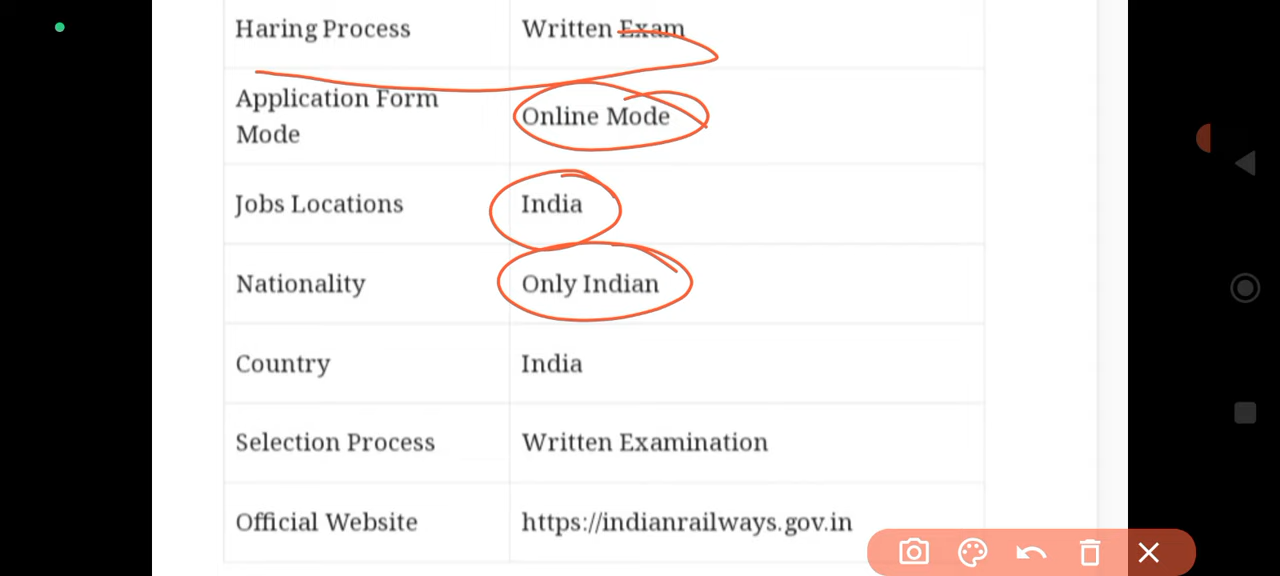 Haring Process Written Exam
Application Form
Mode Online Mode
Jobs Locations India
Nationality Only Indian
Country India
Selection Process Written Examination
Official Website https://indianrailways.gov.in